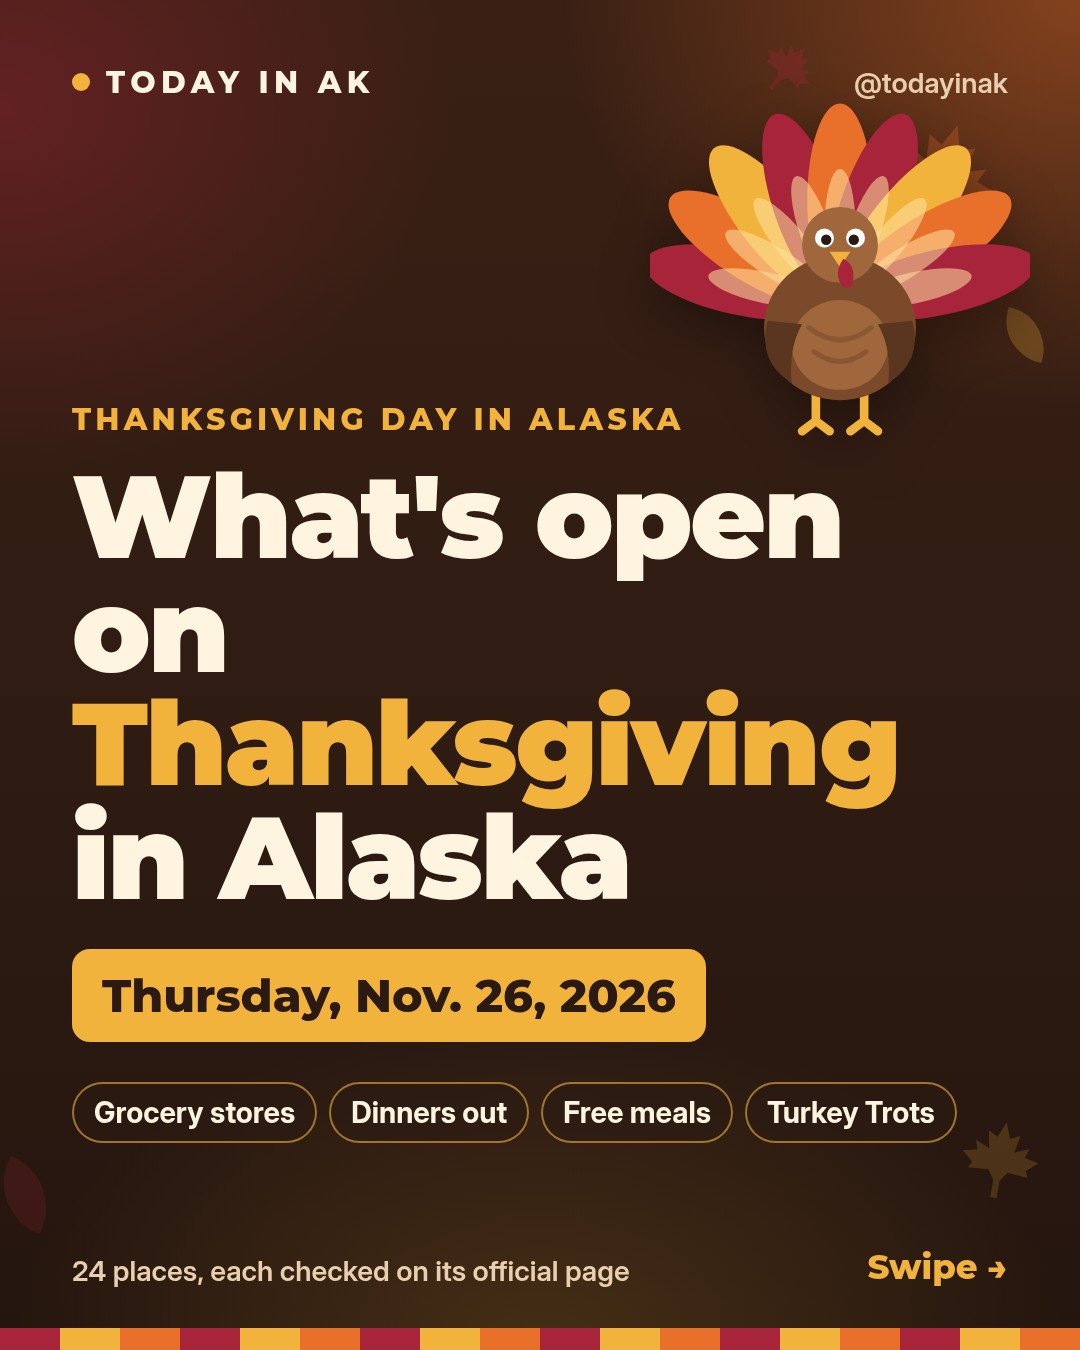 TODAY IN AK
@todayinak
THANKSGIVING DAY IN ALASKA
What's open
on
Thanksgiving
in Alaska
Thursday, Nov. 26, 2026
Grocery stores
Dinners out
Free meals
Turkey Trots
24 places, each checked on its official page
Swipe →